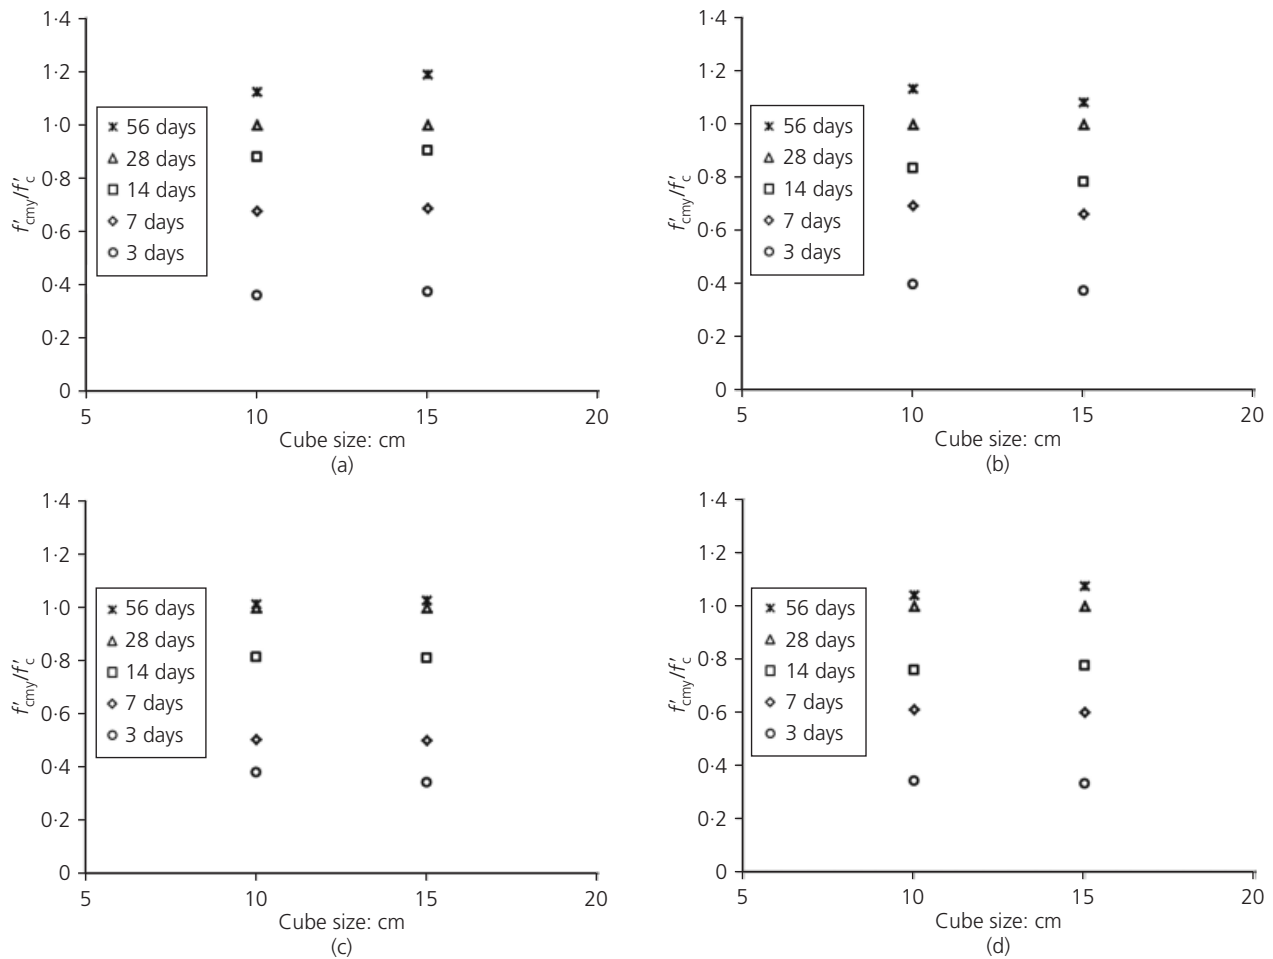 1·4
1·2
1·0
0·8
0·6
0·4
0·2
0
f′cmy/f′c
56 days
28 days
14 days
7 days
3 days
5 10 15 20
Cube size: cm
(a)
1·4
1·2
1·0
0·8
0·6
0·4
0·2
0
f′cmy/f′c
56 days
28 days
14 days
7 days
3 days
5 10 15 20
Cube size: cm
(b)
1·4
1·2
1·0
0·8
0·6
0·4
0·2
0
f′cmy/f′c
56 days
28 days
14 days
7 days
3 days
5 10 15 20
Cube size: cm
(c)
1·4
1·2
1·0
0·8
0·6
0·4
0·2
0
f′cmy/f′c
56 days
28 days
14 days
7 days
3 days
5 10 15 20
Cube size: cm
(d)